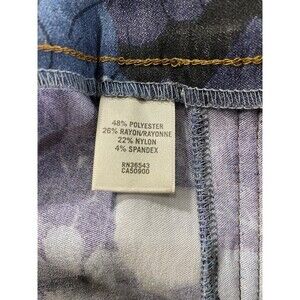 48% POLYESTER
26% RAYON/RAYONNE
22% NYLON
4% SPANDEX
RN36543
CA50900